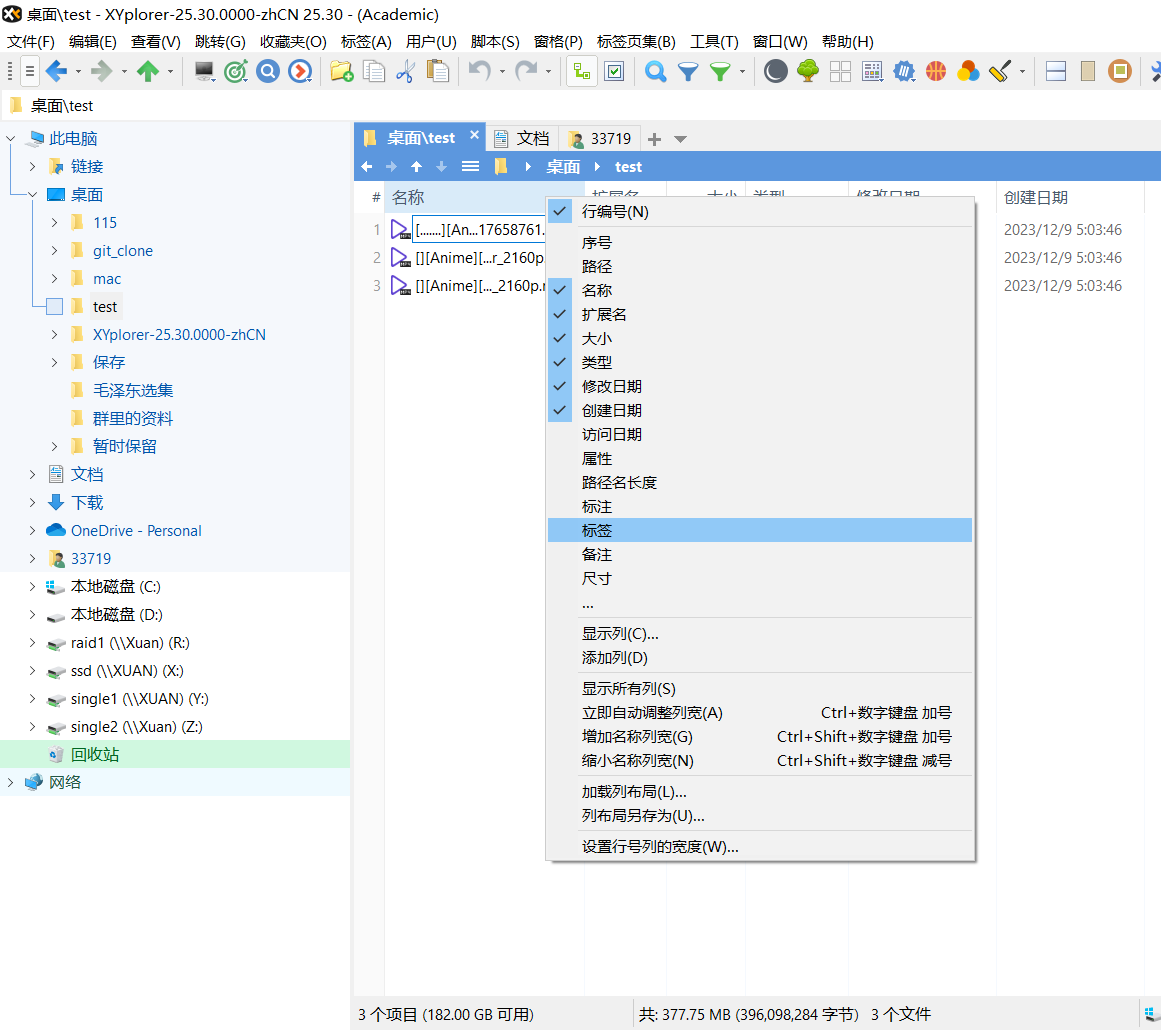 桌面\test - XYplorer-25.30.0000-zhCN 25.30 - (Academic)
文件(F) 编辑(E) 查看(V) 跳转(G) 收藏夹(O) 标签(A) 用户(U) 脚本(S) 窗格(P) 标签页集(B) 工具(T) 窗口(W) 帮助(H)
桌面\test
此电脑
链接
桌面
115
git_clone
mac
test
XYplorer-25.30.0000-zhCN
保存
毛泽东选集
群里的资料
暂时保留
文档
下载
OneDrive - Personal
33719
本地磁盘 (C:)
本地磁盘 (D:)
raid1 (\\Xuan) (R:)
ssd (\\XUAN) (X:)
single1 (\\XUAN) (Y:)
single2 (\\Xuan) (Z:)
回收站
网络
桌面\test 文档 33719
桌面 test
# 名称 扩展名 大小 类型 修改日期 创建日期
1 [.......][An...17658761. 2023/12/9 5:03:46
2 [][Anime][...r_2160p 2023/12/9 5:03:46
3 [][Anime][..._2160p.r 2023/12/9 5:03:46
行编号(N)
序号
路径
名称
扩展名
大小
类型
修改日期
创建日期
访问日期
属性
路径名长度
标注
标签
备注
尺寸
...
显示列(C)...
添加列(D)
显示所有列(S)
立即自动调整列宽(A) Ctrl+数字键盘 加号
增加名称列宽(G) Ctrl+Shift+数字键盘 加号
缩小名称列宽(N) Ctrl+Shift+数字键盘 减号
加载列布局(L)...
列布局另存为(U)...
设置行号列的宽度(W)...
3 个项目 (182.00 GB 可用) 共: 377.75 MB (396,098,284 字节) 3 个文件